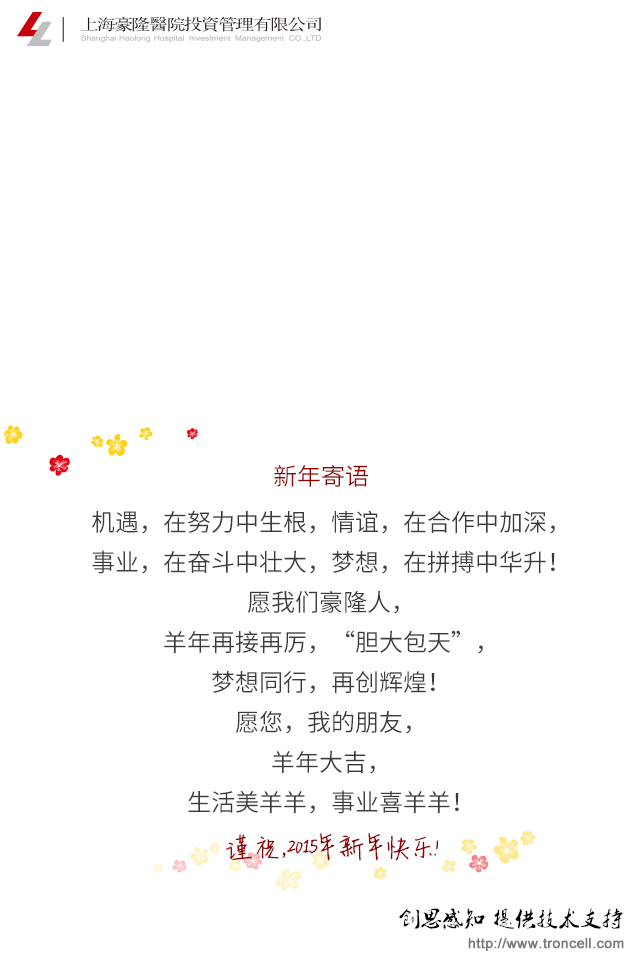 上海豪隆醫院投資管理有限公司
Shanghai Haolong Hospital Investment Management CO.,LTD
新年寄语
机遇，在努力中生根，情谊，在合作中加深，
事业，在奋斗中壮大，梦想，在拼搏中华升！
愿我们豪隆人，
羊年再接再厉，“胆大包天”，
梦想同行，再创辉煌！
愿您，我的朋友，
羊年大吉，
生活美羊羊，事业喜羊羊！
谨祝，2015年新年快乐！
创思感知 提供技术支持
http://www.troncell.com